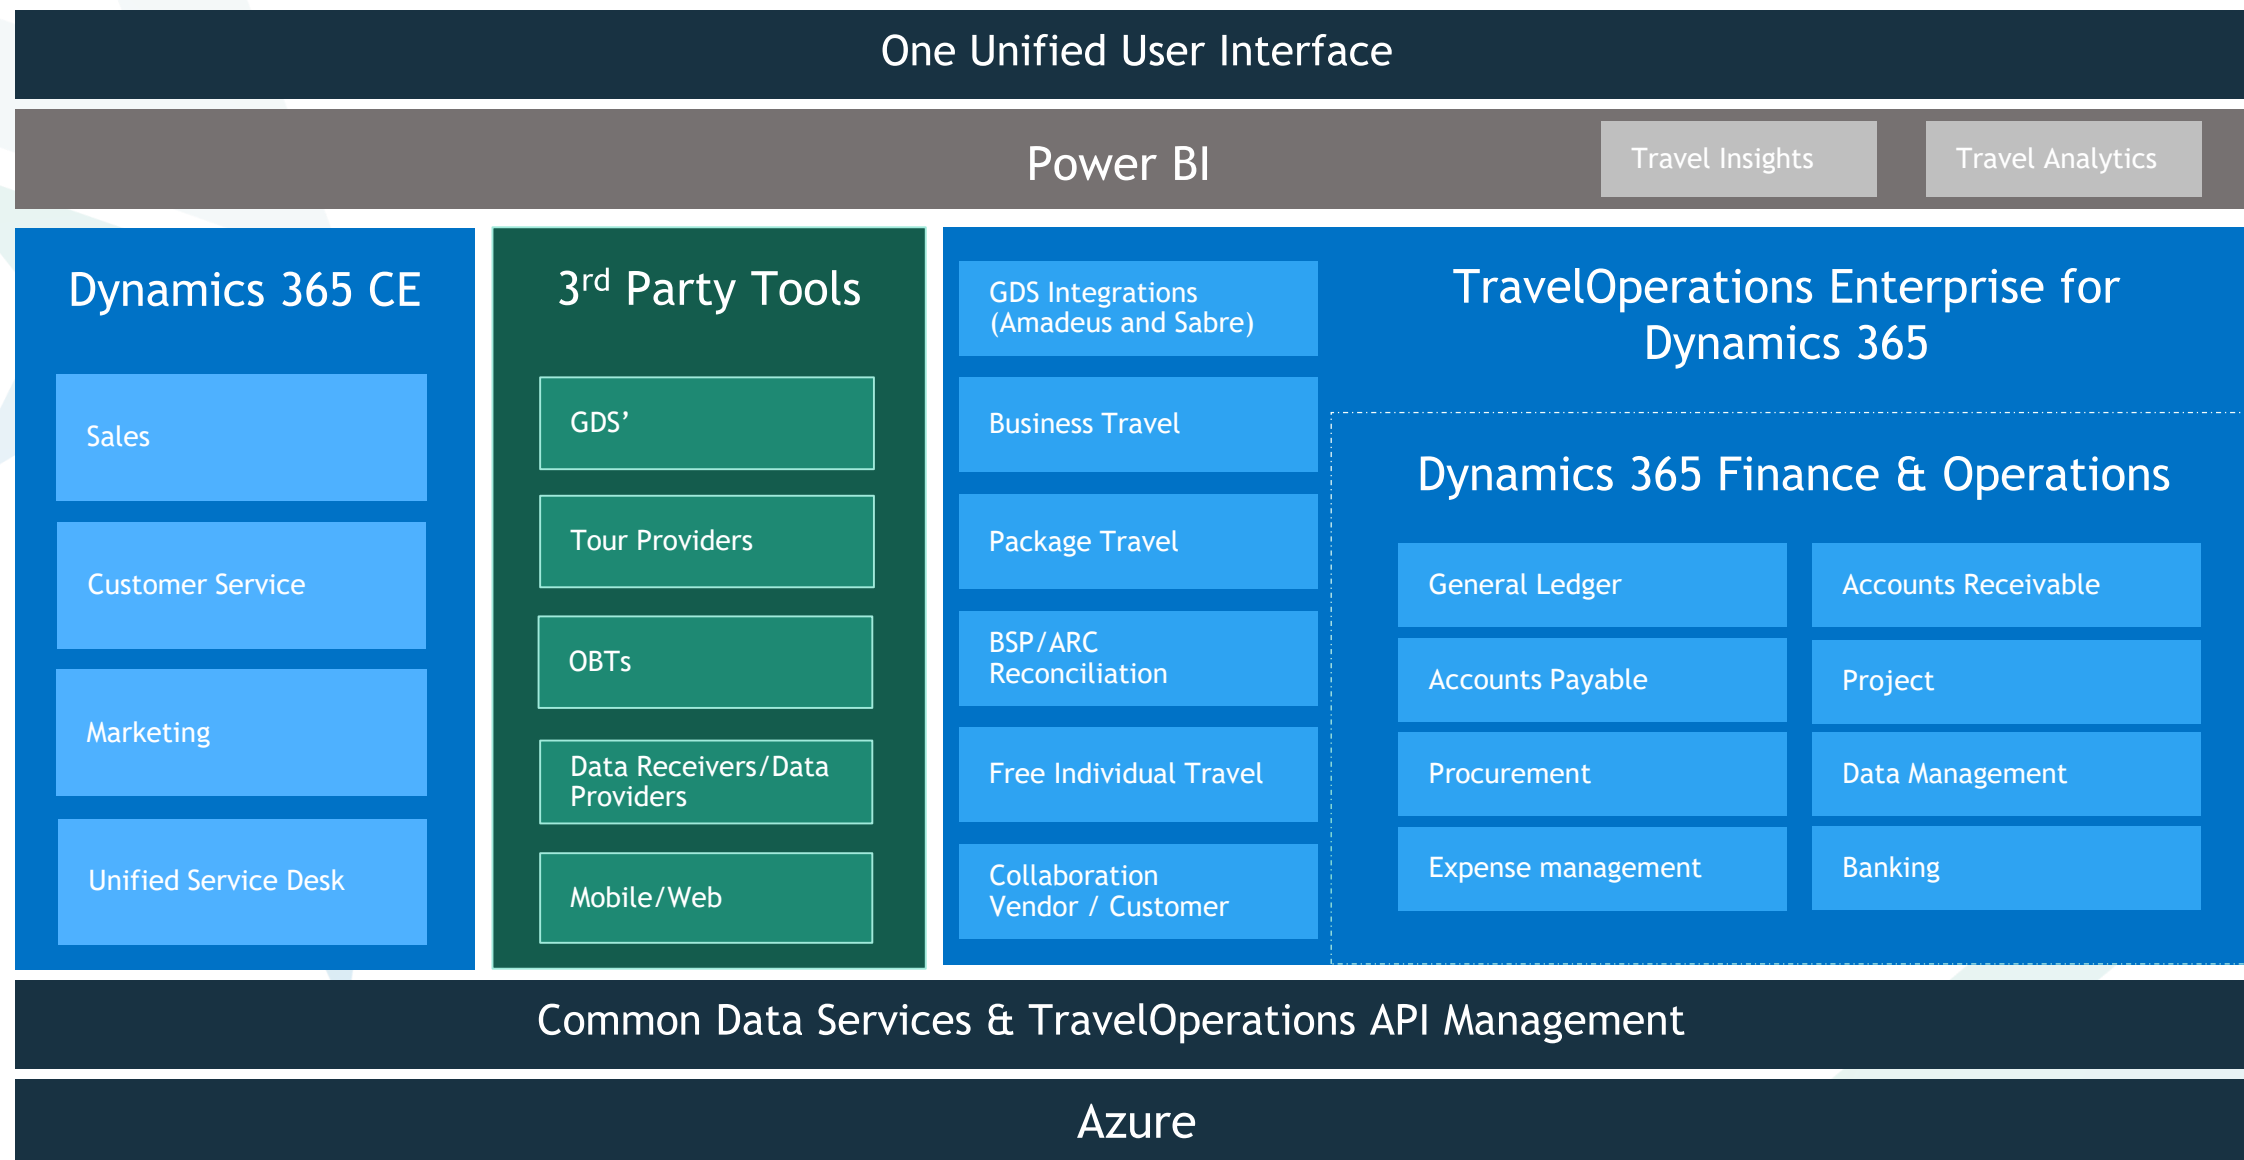 One Unified User Interface
Power BI
Travel Insights
Travel Analytics
Dynamics 365 CE
Sales
Customer Service
Marketing
Unified Service Desk
3rd Party Tools
GDS’
Tour Providers
OBTs
Data Receivers/Data
Providers
Mobile/Web
GDS Integrations
(Amadeus and Sabre)
Business Travel
Package Travel
BSP/ARC
Reconciliation
Free Individual Travel
Collaboration
Vendor / Customer
TravelOperations Enterprise for
Dynamics 365
Dynamics 365 Finance & Operations
General Ledger
Accounts Receivable
Accounts Payable
Project
Procurement
Data Management
Expense management
Banking
Common Data Services & TravelOperations API Management
Azure